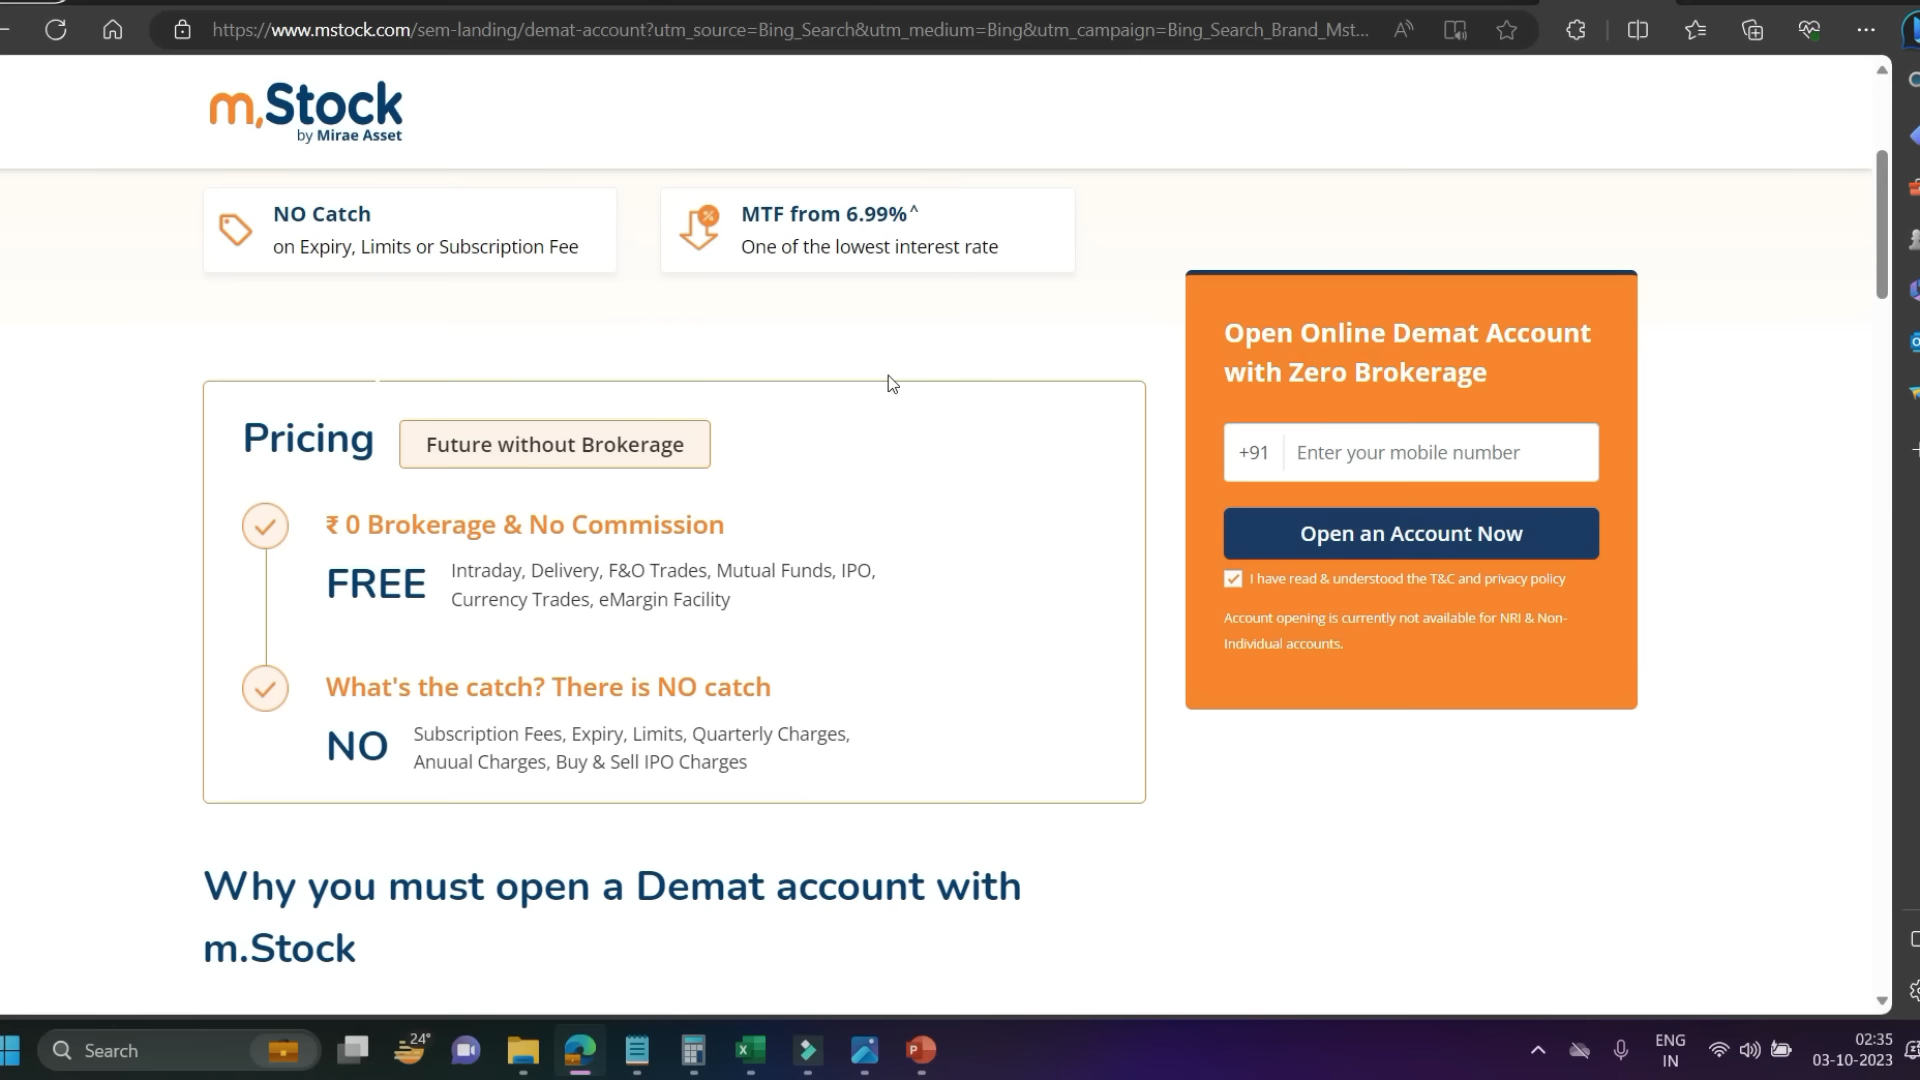 https://www.mstock.com/sem-landing/demat-account?utm_source=Bing_Search&utm_medium=Bing&utm_campaign=Bing_Search_Brand_Mst...
m,Stock
by Mirae Asset
NO Catch
on Expiry, Limits or Subscription Fee
MTF from 6.99%^
One of the lowest interest rate
Open Online Demat Account
with Zero Brokerage
+91 Enter your mobile number
Open an Account Now
I have read & understood the T&C and privacy policy
Account opening is currently not available for NRI & Non-
Individual accounts.
Pricing
Future without Brokerage
₹ 0 Brokerage & No Commission
FREE
Intraday, Delivery, F&O Trades, Mutual Funds, IPO,
Currency Trades, eMargin Facility
What's the catch? There is NO catch
NO
Subscription Fees, Expiry, Limits, Quarterly Charges,
Anuual Charges, Buy & Sell IPO Charges
Why you must open a Demat account with
m.Stock
Search
24°
ENG
IN
02:35
03-10-2023